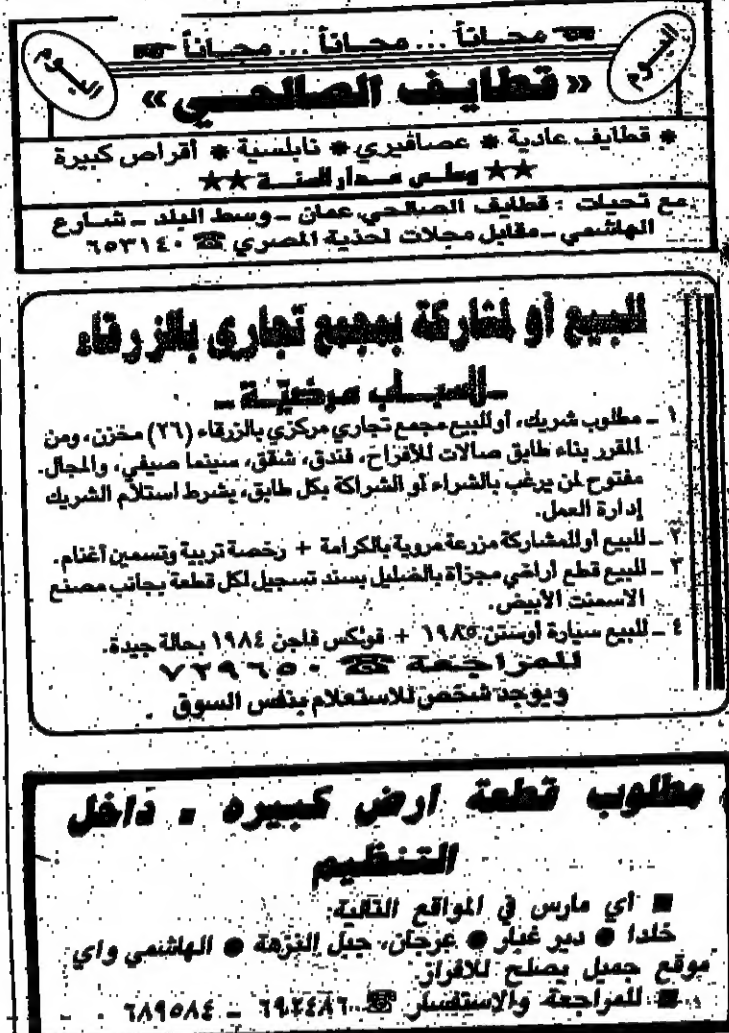 مجاناً ... مجاناً ... مجاناً
اليوم
اليوم
«قطايف الصالحي»
* قطايف عادية * عصافيري * نابلسية * أقراص كبيرة
★★ وعلى مدار السنة ★★
مع تحيات : قطايف الصالحي عمان - وسط البلد - شارع
الهاشمي - مقابل محلات أحذية المصري ☎ ٦٥٣١٤٠
للبيع أو لمشاركة بمجمع تجاري بالزرقاء
- لأسباب مرضيّة -
١ - مطلوب شريك، أو للبيع مجمع تجاري مركزي بالزرقاء (٢٦) مخزن، ومن
المقرر بناء طابق صالات للأفراح، فندق، شقق، سينما صيفي، والمجال
مفتوح لمن يرغب بالشراء أو الشراكة بكل طابق، بشرط استلام الشريك
إدارة العمل.
٢ - للبيع أو للمشاركة مزرعة مروية بالكرامة + رخصة تربية وتسمين أغنام.
٣ - للبيع قطع أراضي مجزأة بالضليل بسند تسجيل لكل قطعة بجانب مصنع
الاسمنت الأبيض.
٤ - للبيع سيارة أوستن ١٩٨٥ + فوتكس فلجن ١٩٨٤ بحالة جيدة.
للمراجعة ☎ ٧٢٩٦٥٠
ويوجد شخص للاستعلام بنفس السوق
مطلوب قطعة ارض كبيره - داخل
التنظيم
■ أي مارس في المواقع التالية:
خلدا ● دير غبار ● عرجان، جبل النزهة ● الهاشمي واي
موقع جميل يصلح للافراز.
■ للمراجعة والاستفسار ☎ ٦٩٢٤٨٦ - ٦٨٩٥٨٤